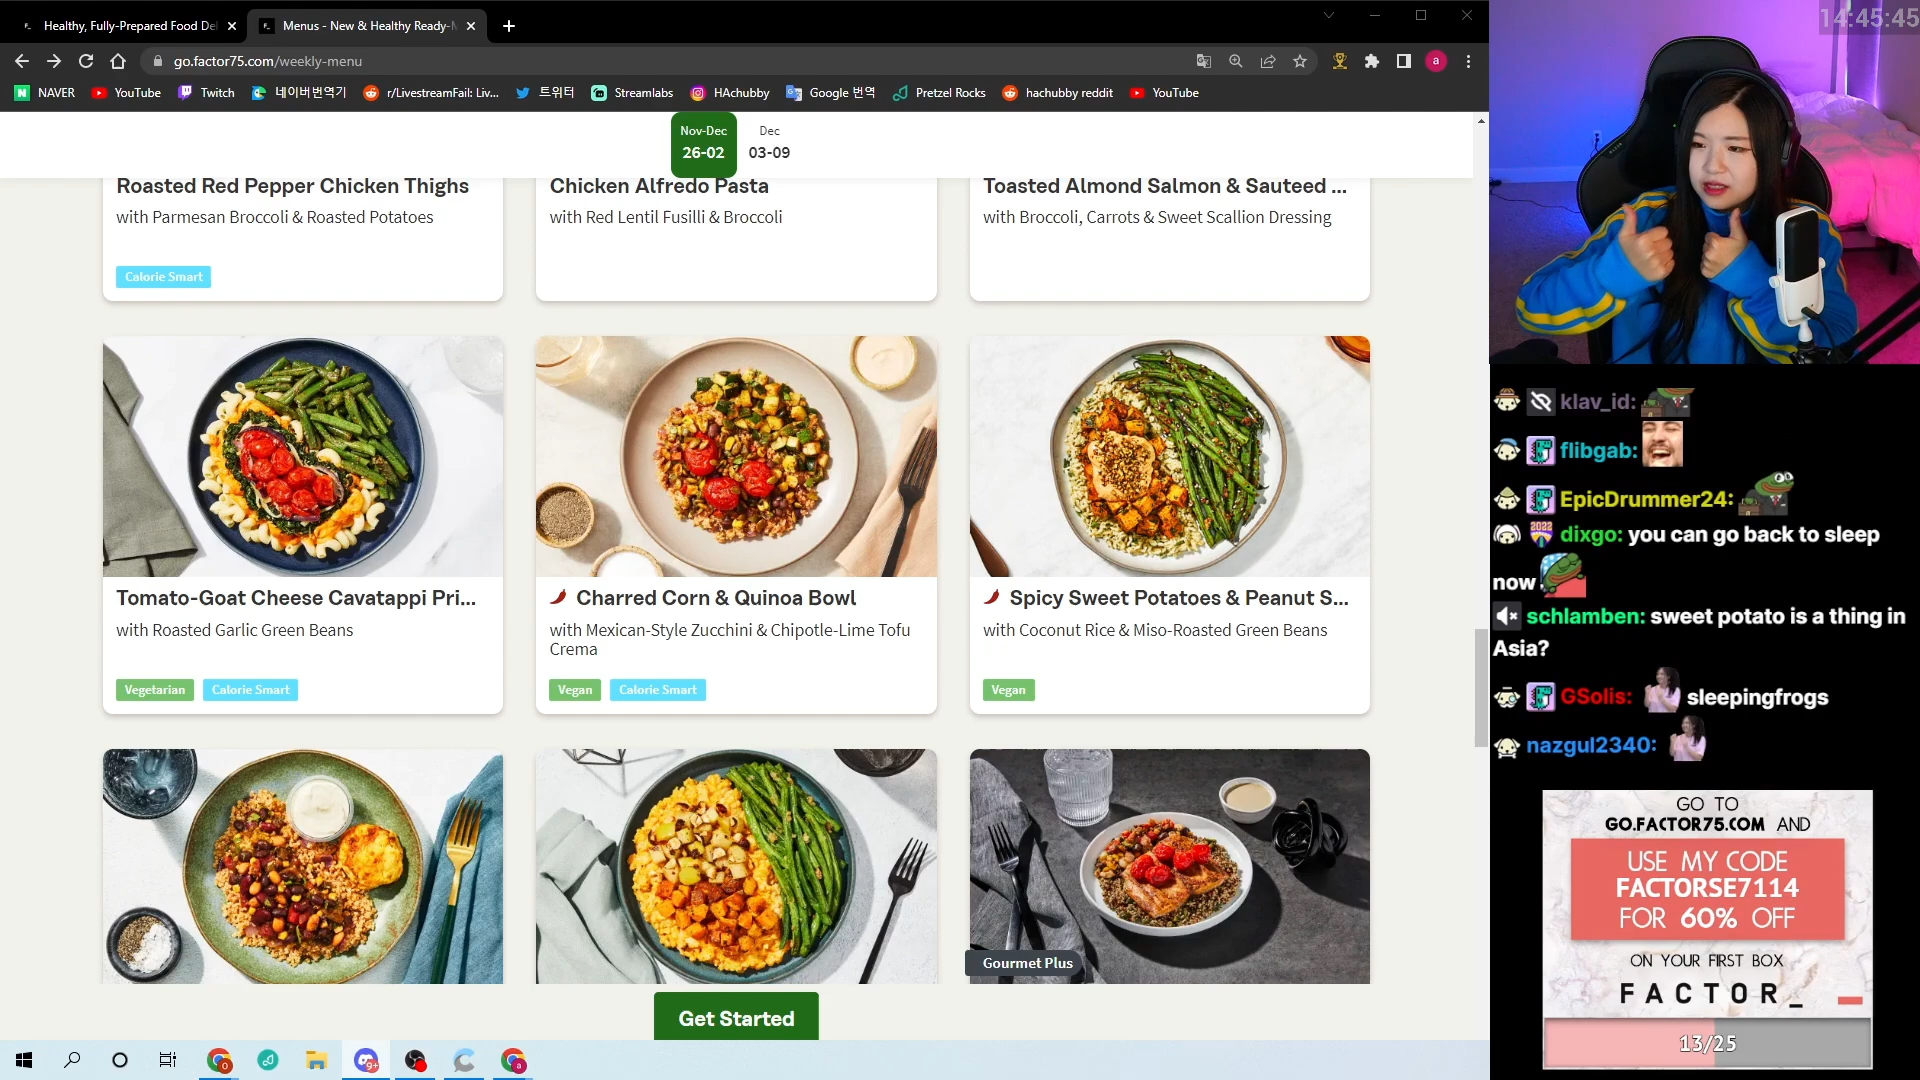 Healthy, Fully-Prepared Food De
Menus - New & Healthy Ready-M
go.factor75.com/weekly-menu
NAVER
YouTube
Twitch
네이버번역기
r/LivestreamFail: Liv...
트위터
Streamlabs
HAchubby
Google 번역
Pretzel Rocks
hachubby reddit
YouTube
Nov-Dec
26-02
Dec
03-09
Roasted Red Pepper Chicken Thighs
with Parmesan Broccoli & Roasted Potatoes
Calorie Smart
Chicken Alfredo Pasta
with Red Lentil Fusilli & Broccoli
Toasted Almond Salmon & Sauteed ...
with Broccoli, Carrots & Sweet Scallion Dressing
Tomato-Goat Cheese Cavatappi Pri...
with Roasted Garlic Green Beans
Vegetarian
Calorie Smart
Charred Corn & Quinoa Bowl
with Mexican-Style Zucchini & Chipotle-Lime Tofu
Crema
Vegan
Calorie Smart
Spicy Sweet Potatoes & Peanut S...
with Coconut Rice & Miso-Roasted Green Beans
Vegan
Gourmet Plus
Get Started
14:45:45
klav_id:
flibgab:
EpicDrummer24:
dixgo: you can go back to sleep
now
schlamben: sweet potato is a thing in
Asia?
GSolis: sleepingfrogs
nazgul2340:
GO TO
GO.FACTOR75.COM AND
USE MY CODE
FACTORSE7114
FOR 60% OFF
ON YOUR FIRST BOX
FACTOR_
13/25